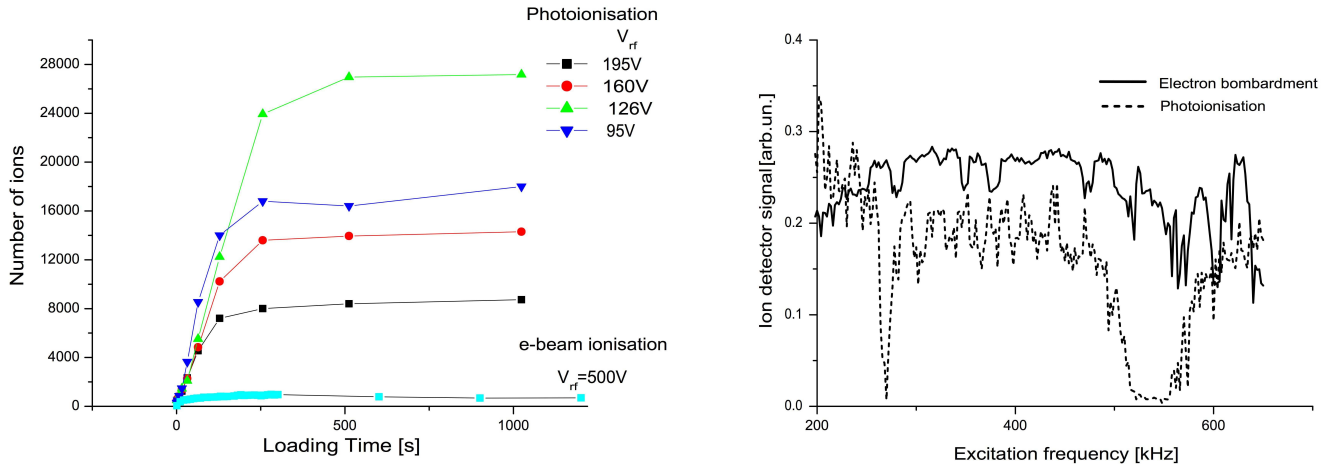 Photoionisation
V_rf
195V
160V
126V
95V
28000
24000
20000
16000
12000
8000
4000
0
Number of ions
e-beam ionisation
V_rf=500V
0
500
1000
Loading Time [s]
0.4
0.3
0.2
0.1
0.0
Ion detector signal [arb.un.]
Electron bombardment
Photoionisation
200
400
600
Excitation frequency [kHz]